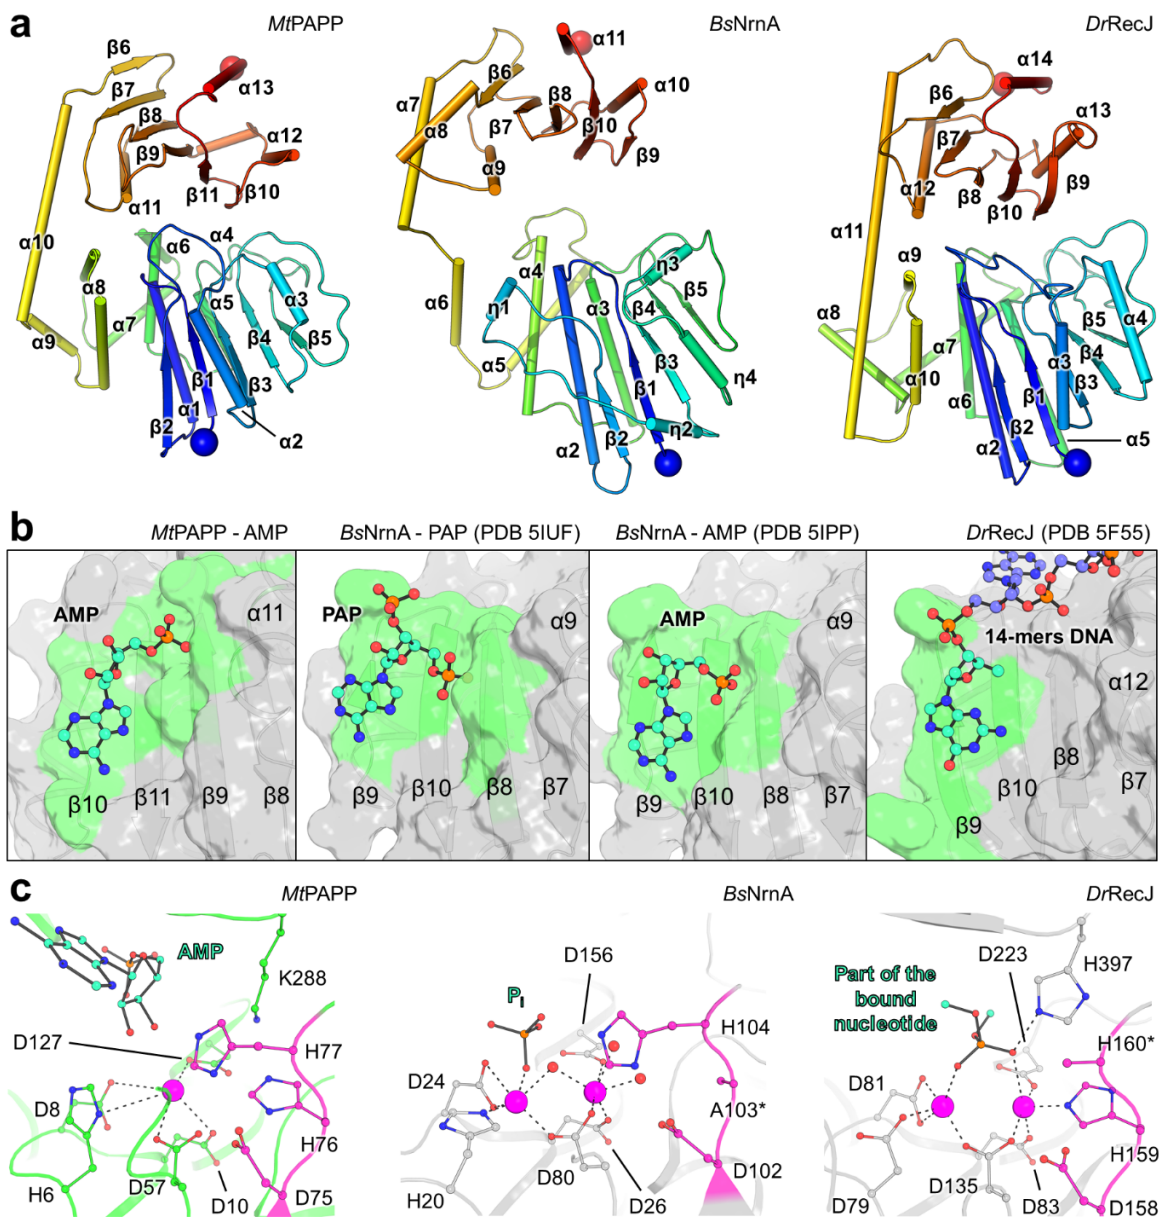 a
MtPAPP
BsNrnA
DrRecJ
β6
β7
α13
β8
α12
β9
β11
β10
α11
α10
α6
α4
α8
α5
α3
α7
β4
β5
α9
β1
β3
α1
β2
α2
α11
α7
β6
α10
β8
α8
β7
β10
β9
α9
α4
η3
α6
η1
α3
β5
β4
α5
β3
β1
η4
β2
η2
α2
α14
β6
α13
β7
α12
β8
β9
β10
α11
α9
α8
β5
α4
α7
α3
β4
α10
β3
α6
β1
β2
α2
α5
b
MtPAPP - AMP
BsNrnA - PAP (PDB 5IUF)
BsNrnA - AMP (PDB 5IPP)
DrRecJ (PDB 5F55)
AMP
α11
β10
β11
β9
β8
PAP
α9
β9
β10
β8
β7
AMP
α9
β9
β10
β8
β7
14-mers DNA
α12
β8
β10
β7
β9
c
MtPAPP
BsNrnA
DrRecJ
AMP
K288
D127
H77
D8
H76
H6
D57
D10
D75
D156
Pi
H104
D24
A103*
D80
D102
H20
D26
Part of the
bound
nucleotide
D223
H397
H160*
D81
H159
D79
D135
D83
D158